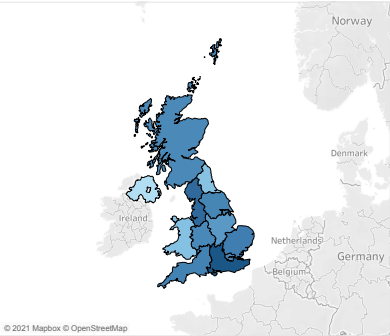 Norway
Denmark
Ireland
Netherlands
Belgium
Germany
© 2021 Mapbox © OpenStreetMap